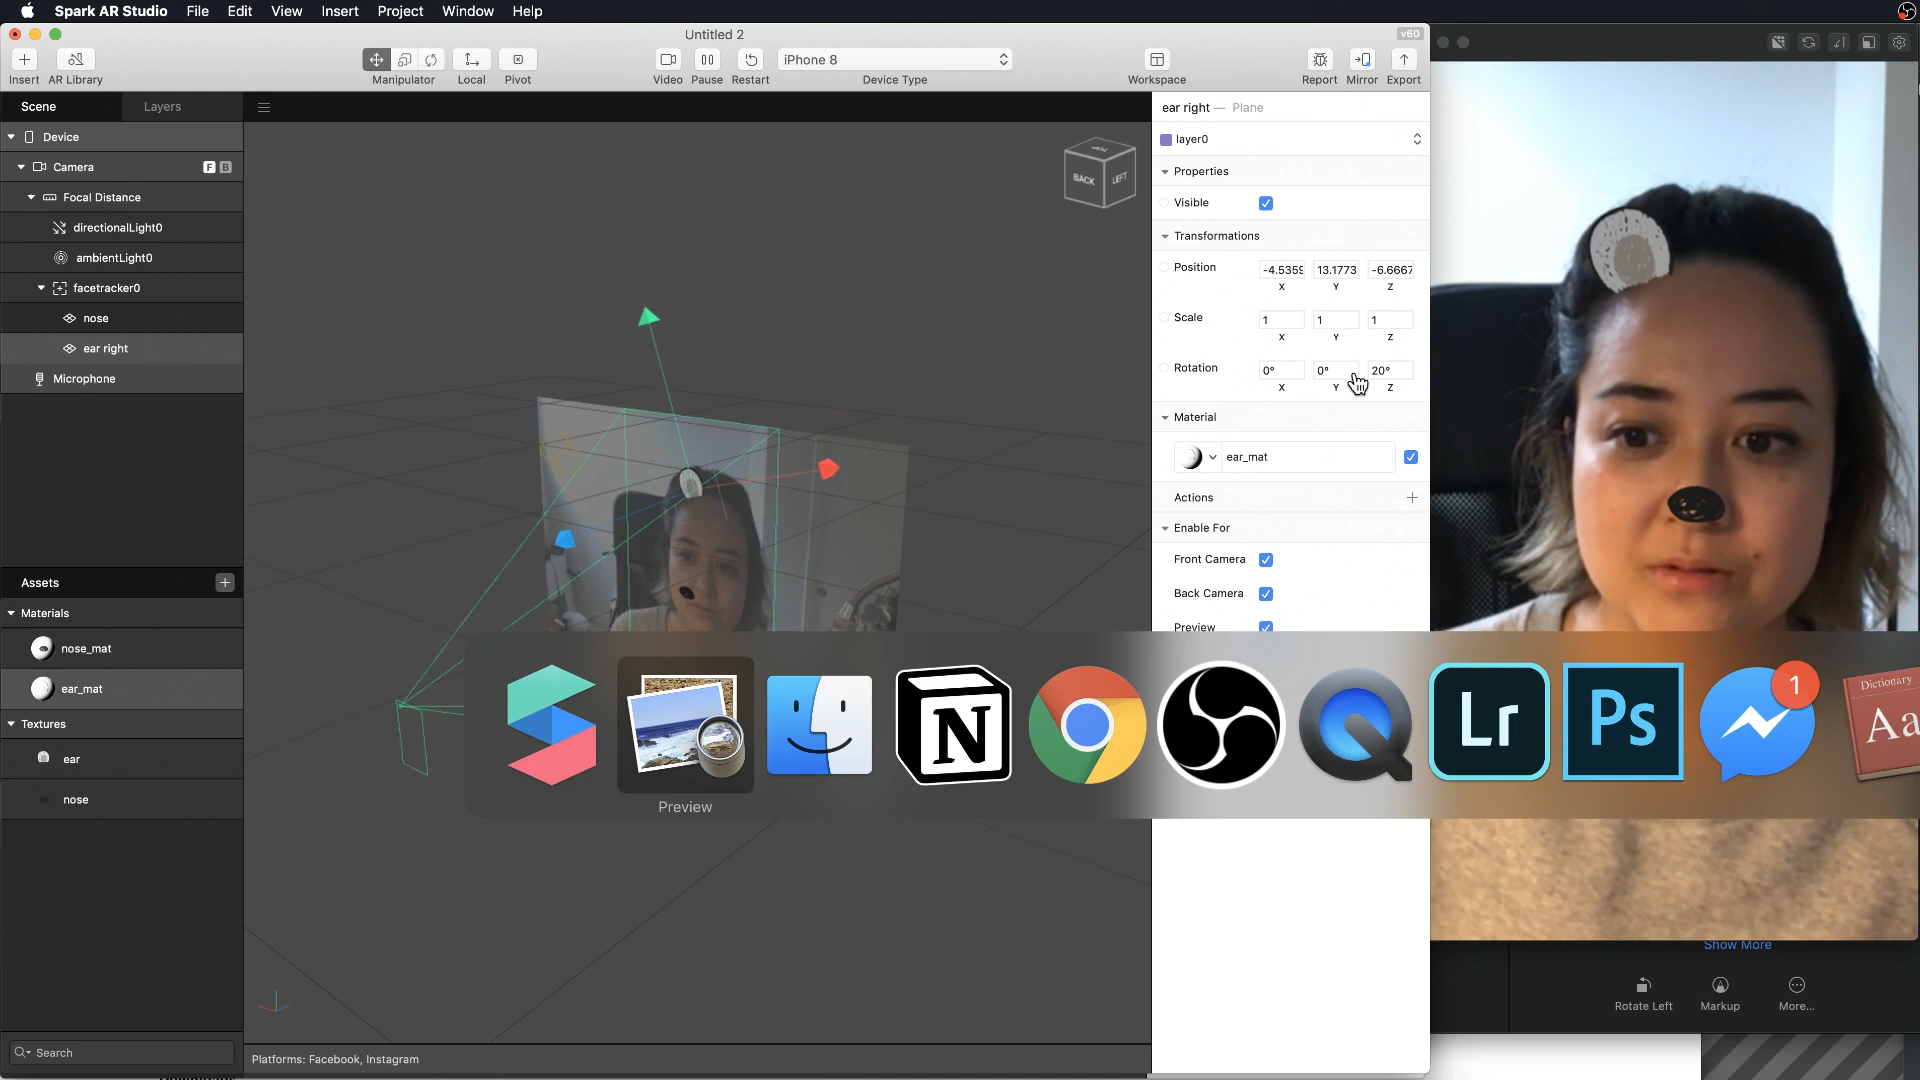 Spark AR Studio File Edit View Insert Project Window Help
Untitled 2
v60
Insert AR Library
Manipulator Local Pivot
Video Pause Restart
iPhone 8
Device Type
Workspace
Report Mirror Export
Scene Layers
Device
Camera F B
Focal Distance
directionalLight0
ambientLight0
facetracker0
nose
ear right
Microphone
Assets
Materials
nose_mat
ear_mat
Textures
ear
nose
Search
BACK LEFT
Platforms: Facebook, Instagram
ear right — Plane
layer0
Properties
Visible
Transformations
Position -4.535 13.1773 -6.6667
X Y Z
Scale 1 1 1
X Y Z
Rotation 0° 0° 20°
X Y Z
Material
ear_mat
Actions
Enable For
Front Camera
Back Camera
Preview
N
Lr
Ps
1
Dictionary
Aa
Preview
Show More
Rotate Left Markup More...